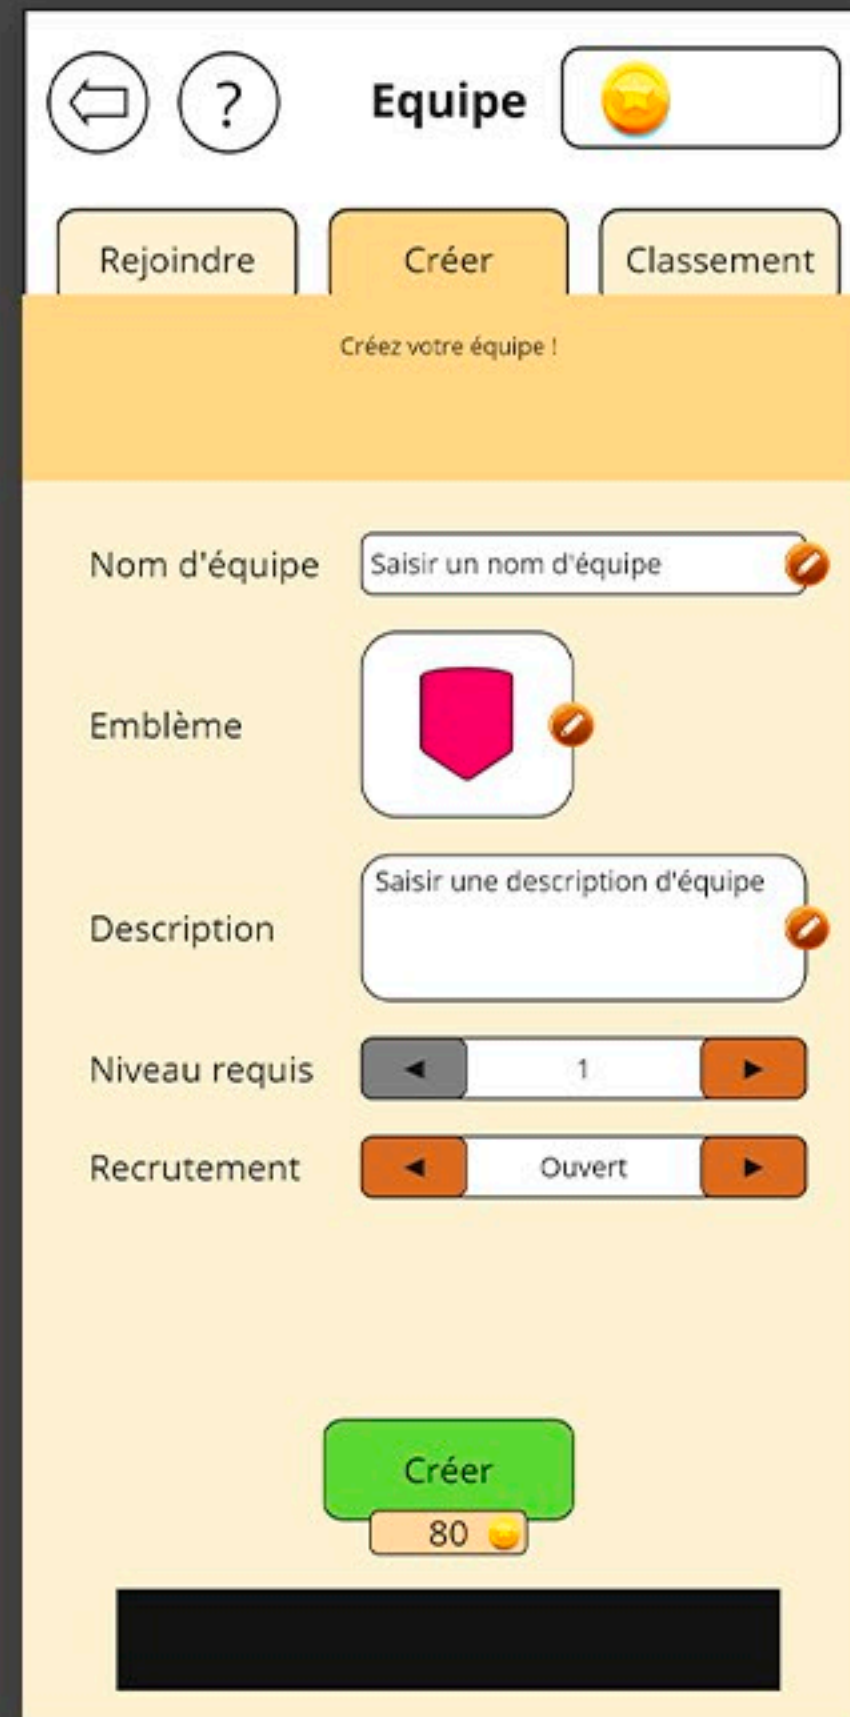 ?
Equipe
Rejoindre
Créer
Classement
Créez votre équipe !
Nom d'équipe
Saisir un nom d'équipe
Emblème
Description
Saisir une description d'équipe
Niveau requis
1
Recrutement
Ouvert
Créer
80